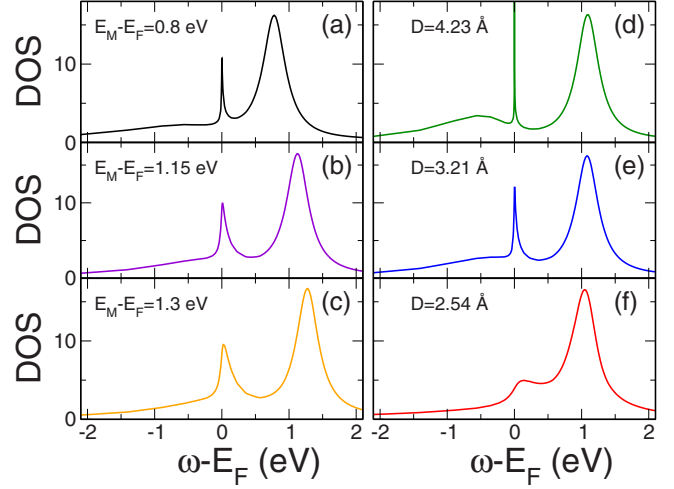 E_M-E_F=0.8 eV (a)
D=4.23 Å (d)
DOS
10
0
E_M-E_F=1.15 eV (b)
D=3.21 Å (e)
DOS
10
0
E_M-E_F=1.3 eV (c)
D=2.54 Å (f)
DOS
10
0
-2 -1 0 1 2 -2 -1 0 1 2
ω-E_F (eV) ω-E_F (eV)